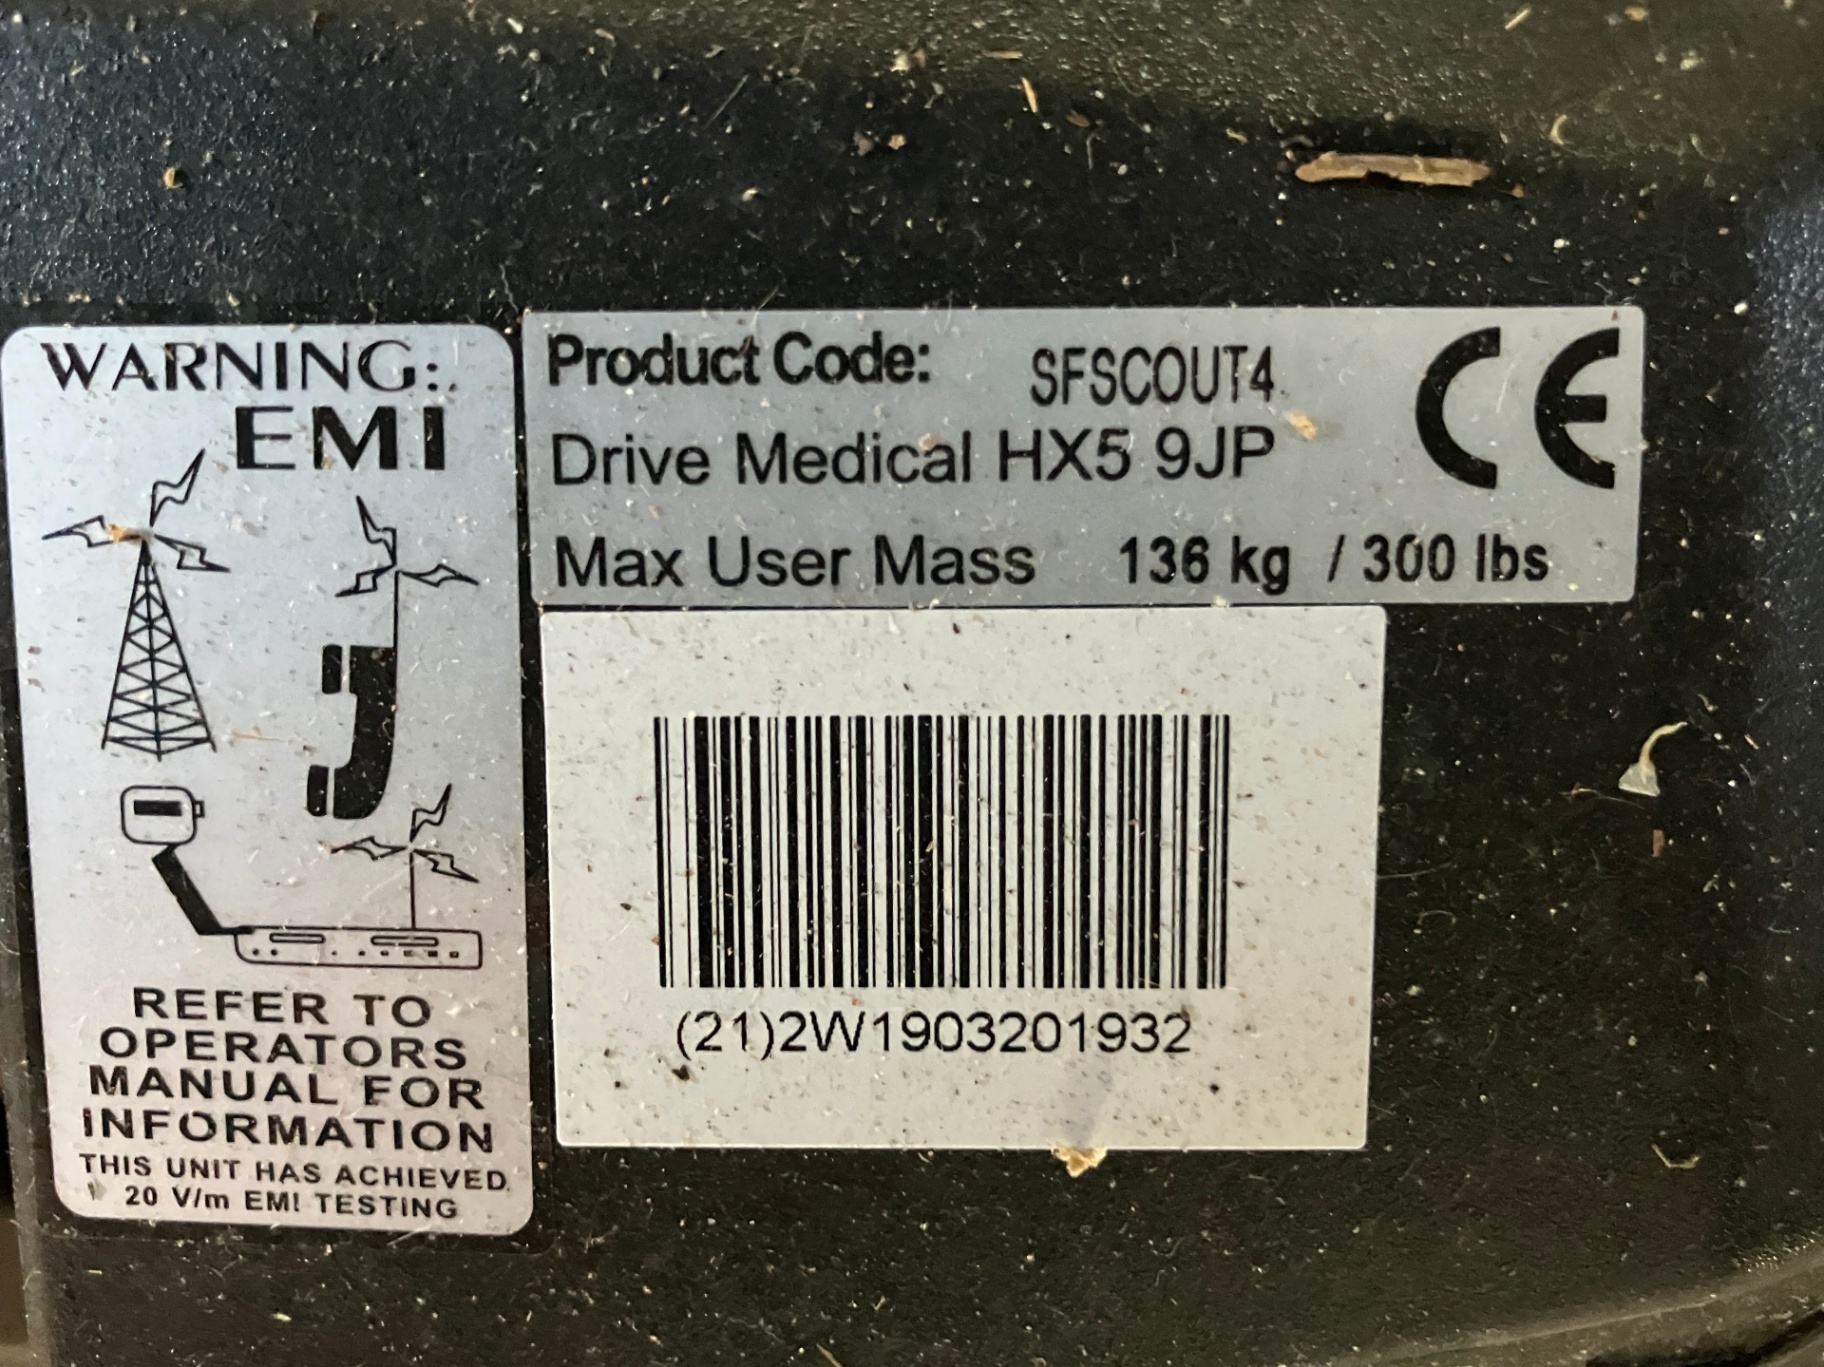 WARNING:
EMI
REFER TO
OPERATORS
MANUAL FOR
INFORMATION
THIS UNIT HAS ACHIEVED
20 V/m EMI TESTING
Product Code: SFSCOUT4
Drive Medical HX5 9JP
Max User Mass 136 kg / 300 lbs
CE
(21)2W1903201932